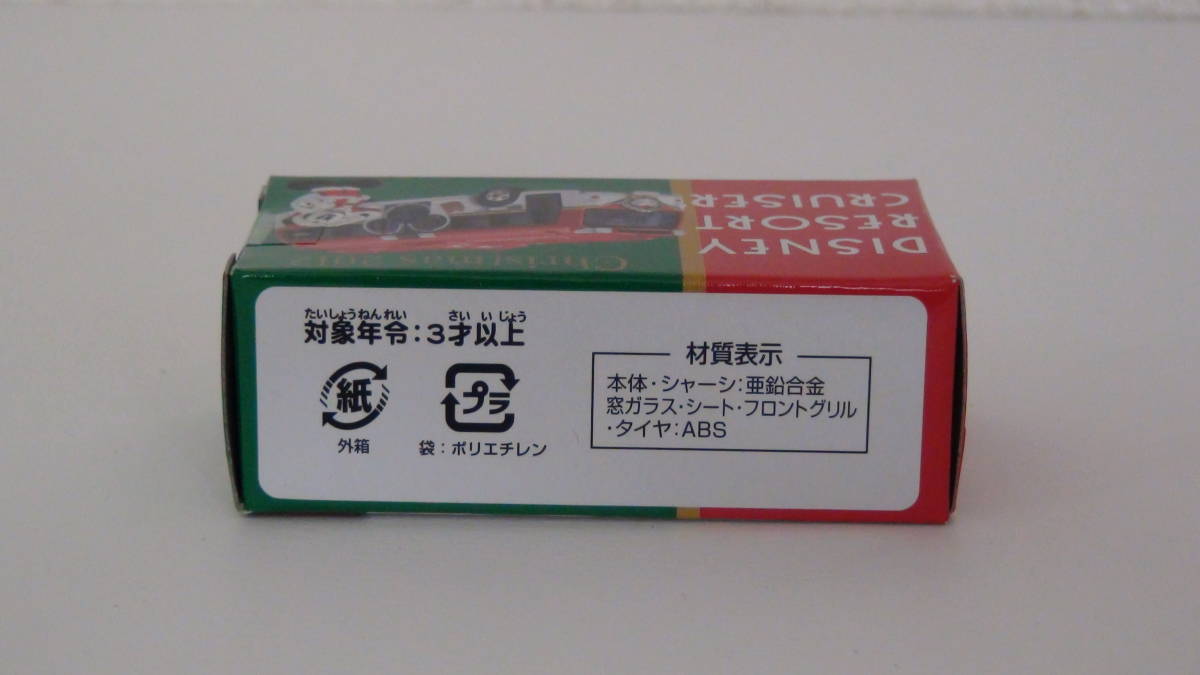 DISNEY
RESORT
CRUISER
Christmas 2012
たいしょうねんれい さい い じょう
対象年令:3才以上
紙
外箱
プラ
袋:ポリエチレン
材質表示
本体・シャーシ:亜鉛合金
窓ガラス・シート・フロントグリル
・タイヤ:ABS